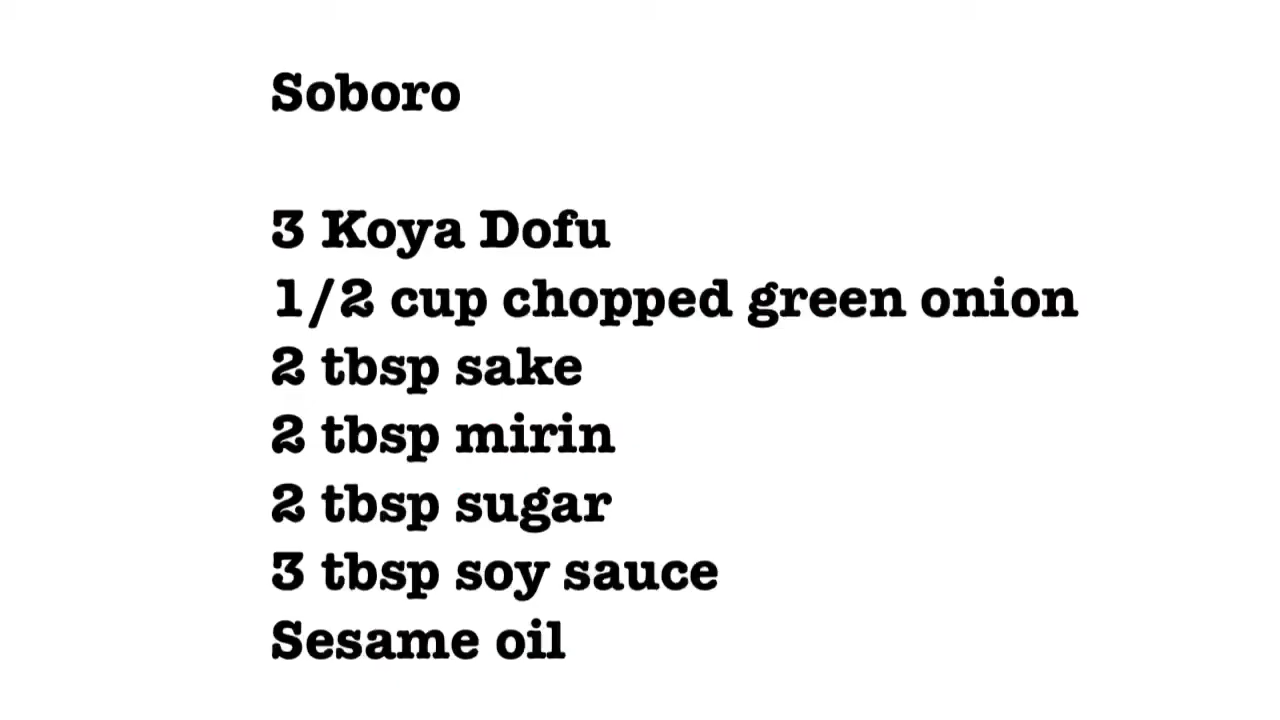 Soboro
3 Koya Dofu
1/2 cup chopped green onion
2 tbsp sake
2 tbsp mirin
2 tbsp sugar
3 tbsp soy sauce
Sesame oil